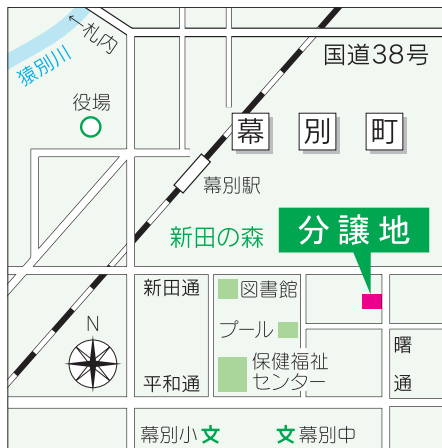 ←札内
国道38号
猿別川
役場
幕別町
幕別駅
新田の森
分譲地
新田通
図書館
プール
N
保健福祉
センター
平和通
曙通
幕別小文
文幕別中